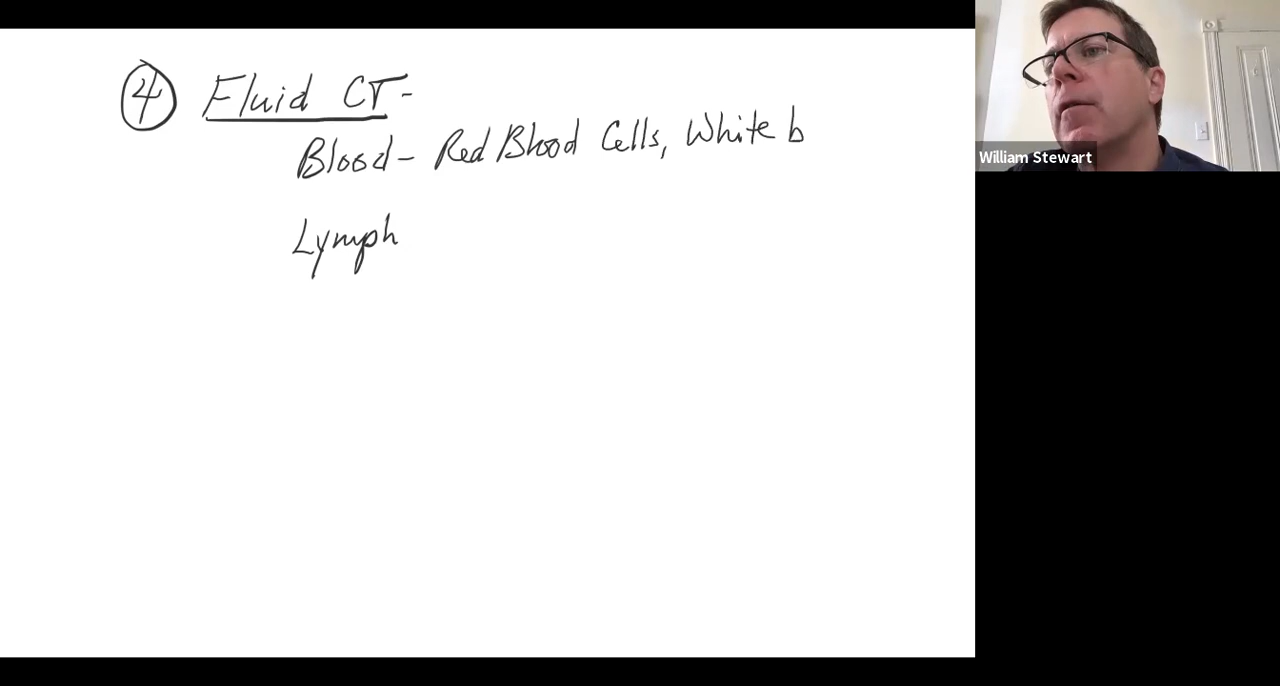 ④ Fluid CT-
Blood- Red Blood Cells, White b
Lymph
William Stewart